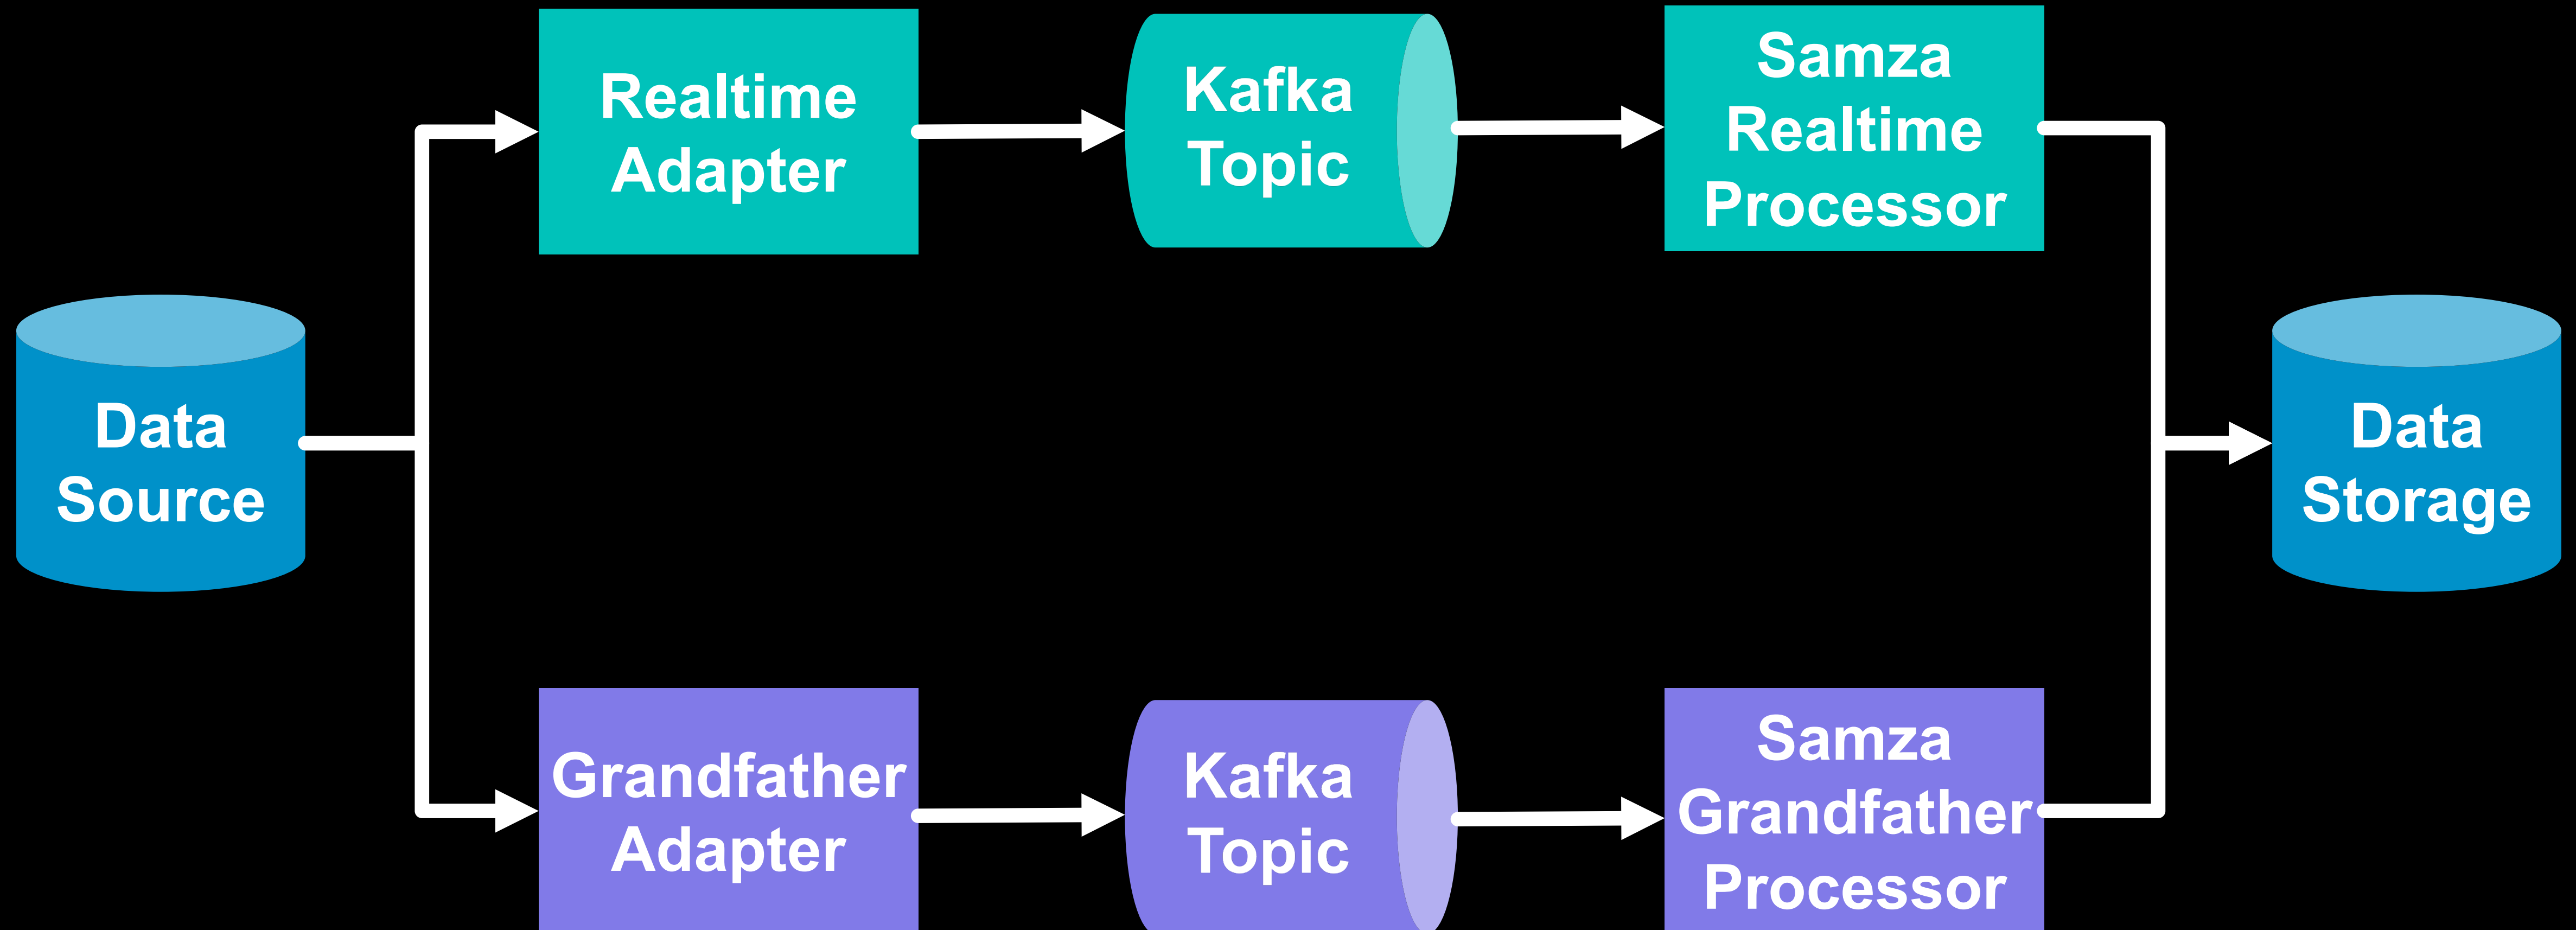 Realtime
Adapter
Kafka
Topic
Samza
Realtime
Processor
Data
Source
Data
Storage
Grandfather
Adapter
Kafka
Topic
Samza
Grandfather
Processor